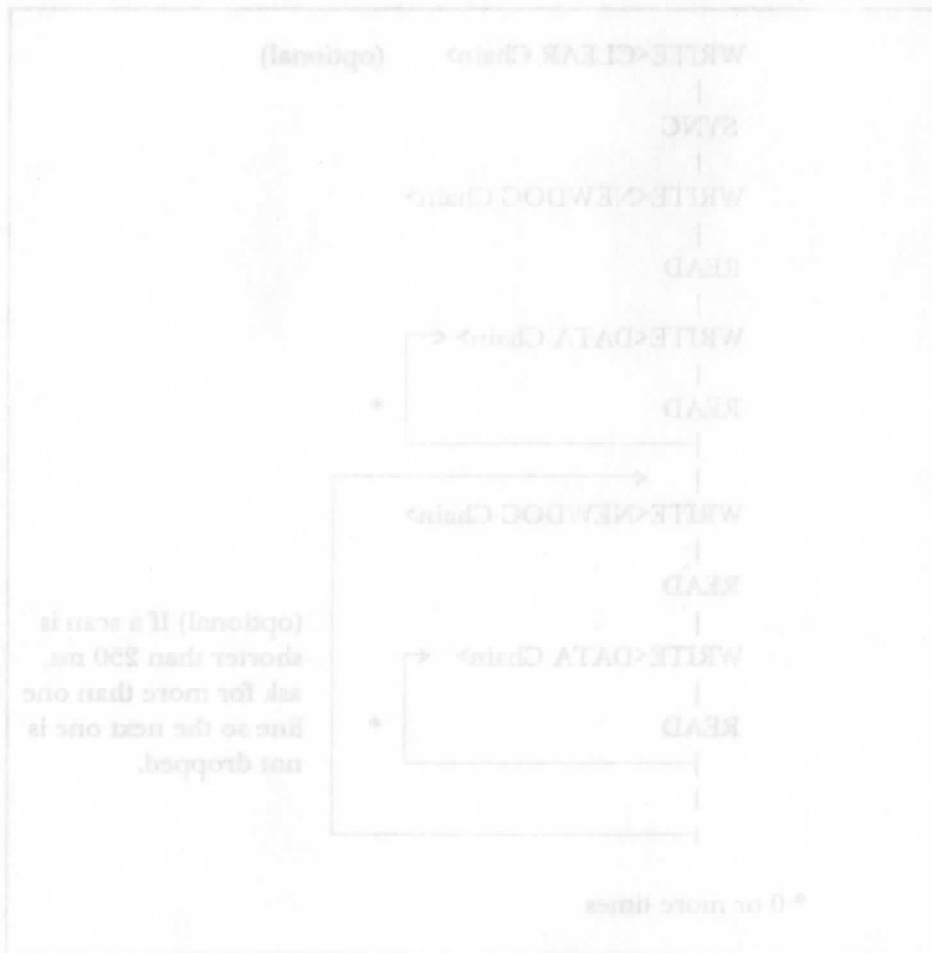 WRITE<CLEAR Chain> (optional)
SYNC
WRITE<NEWDOG Chain>
READ
WRITE<DATA Chain>
READ
*
WRITE<NEWDOG Chain>
READ
WRITE<DATA Chain>
READ
*
(optional) If a scan is
shorter than 250 ms,
ask for more than one
line so the next one is
not dropped.
* 0 or more times